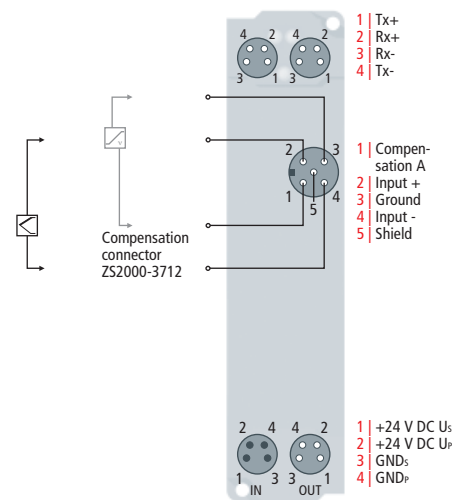 4 2 4 2
3 1 3 1
1 | Tx+
2 | Rx+
3 | Rx-
4 | Tx-
2 3
1 4
5
1 | Compen-
sation A
2 | Input +
3 | Ground
4 | Input -
5 | Shield
Compensation
connector
ZS2000-3712
2 4 4 2
1 3 3 1
IN OUT
1 | +24 V DC Us
2 | +24 V DC UP
3 | GNDs
4 | GNDP